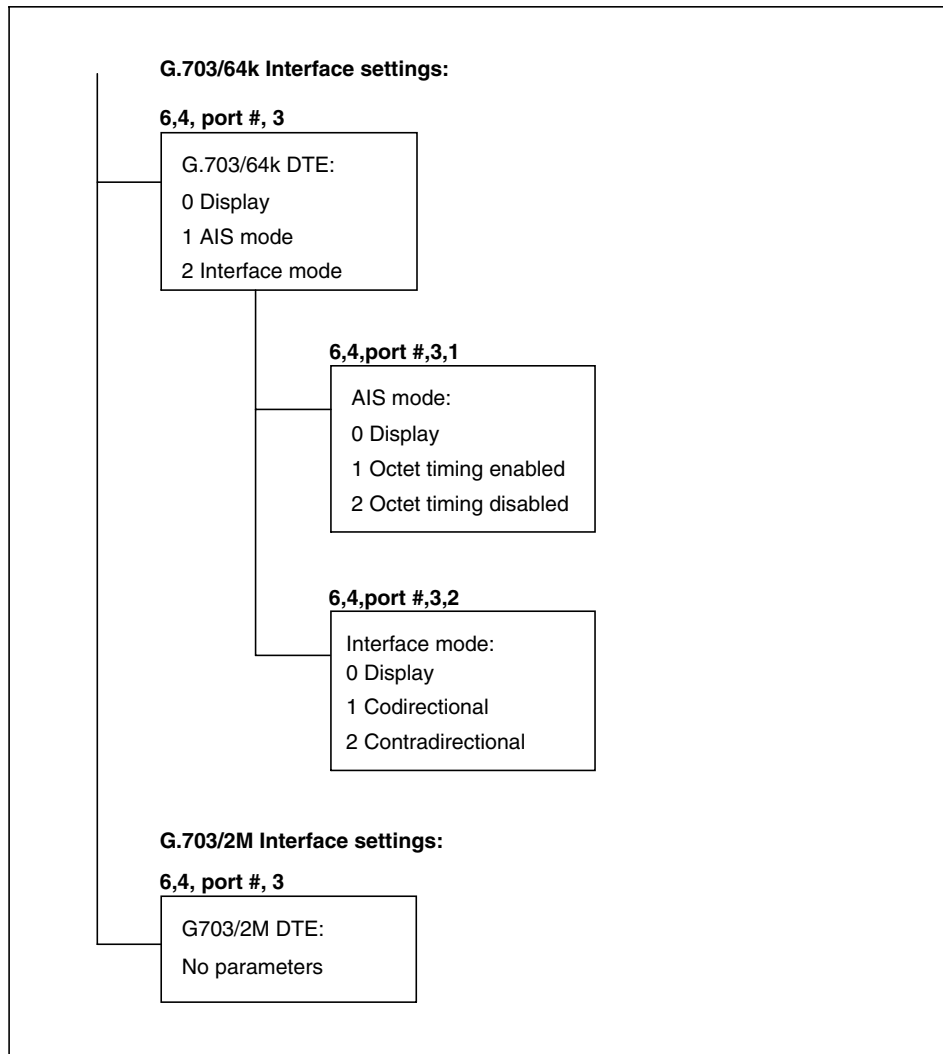 G.703/64k Interface settings:
6,4, port #, 3
G.703/64k DTE:
0 Display
1 AIS mode
2 Interface mode
6,4,port #,3,1
AIS mode:
0 Display
1 Octet timing enabled
2 Octet timing disabled
6,4,port #,3,2
Interface mode:
0 Display
1 Codirectional
2 Contradirectional
G.703/2M Interface settings:
6,4, port #, 3
G703/2M DTE:
No parameters